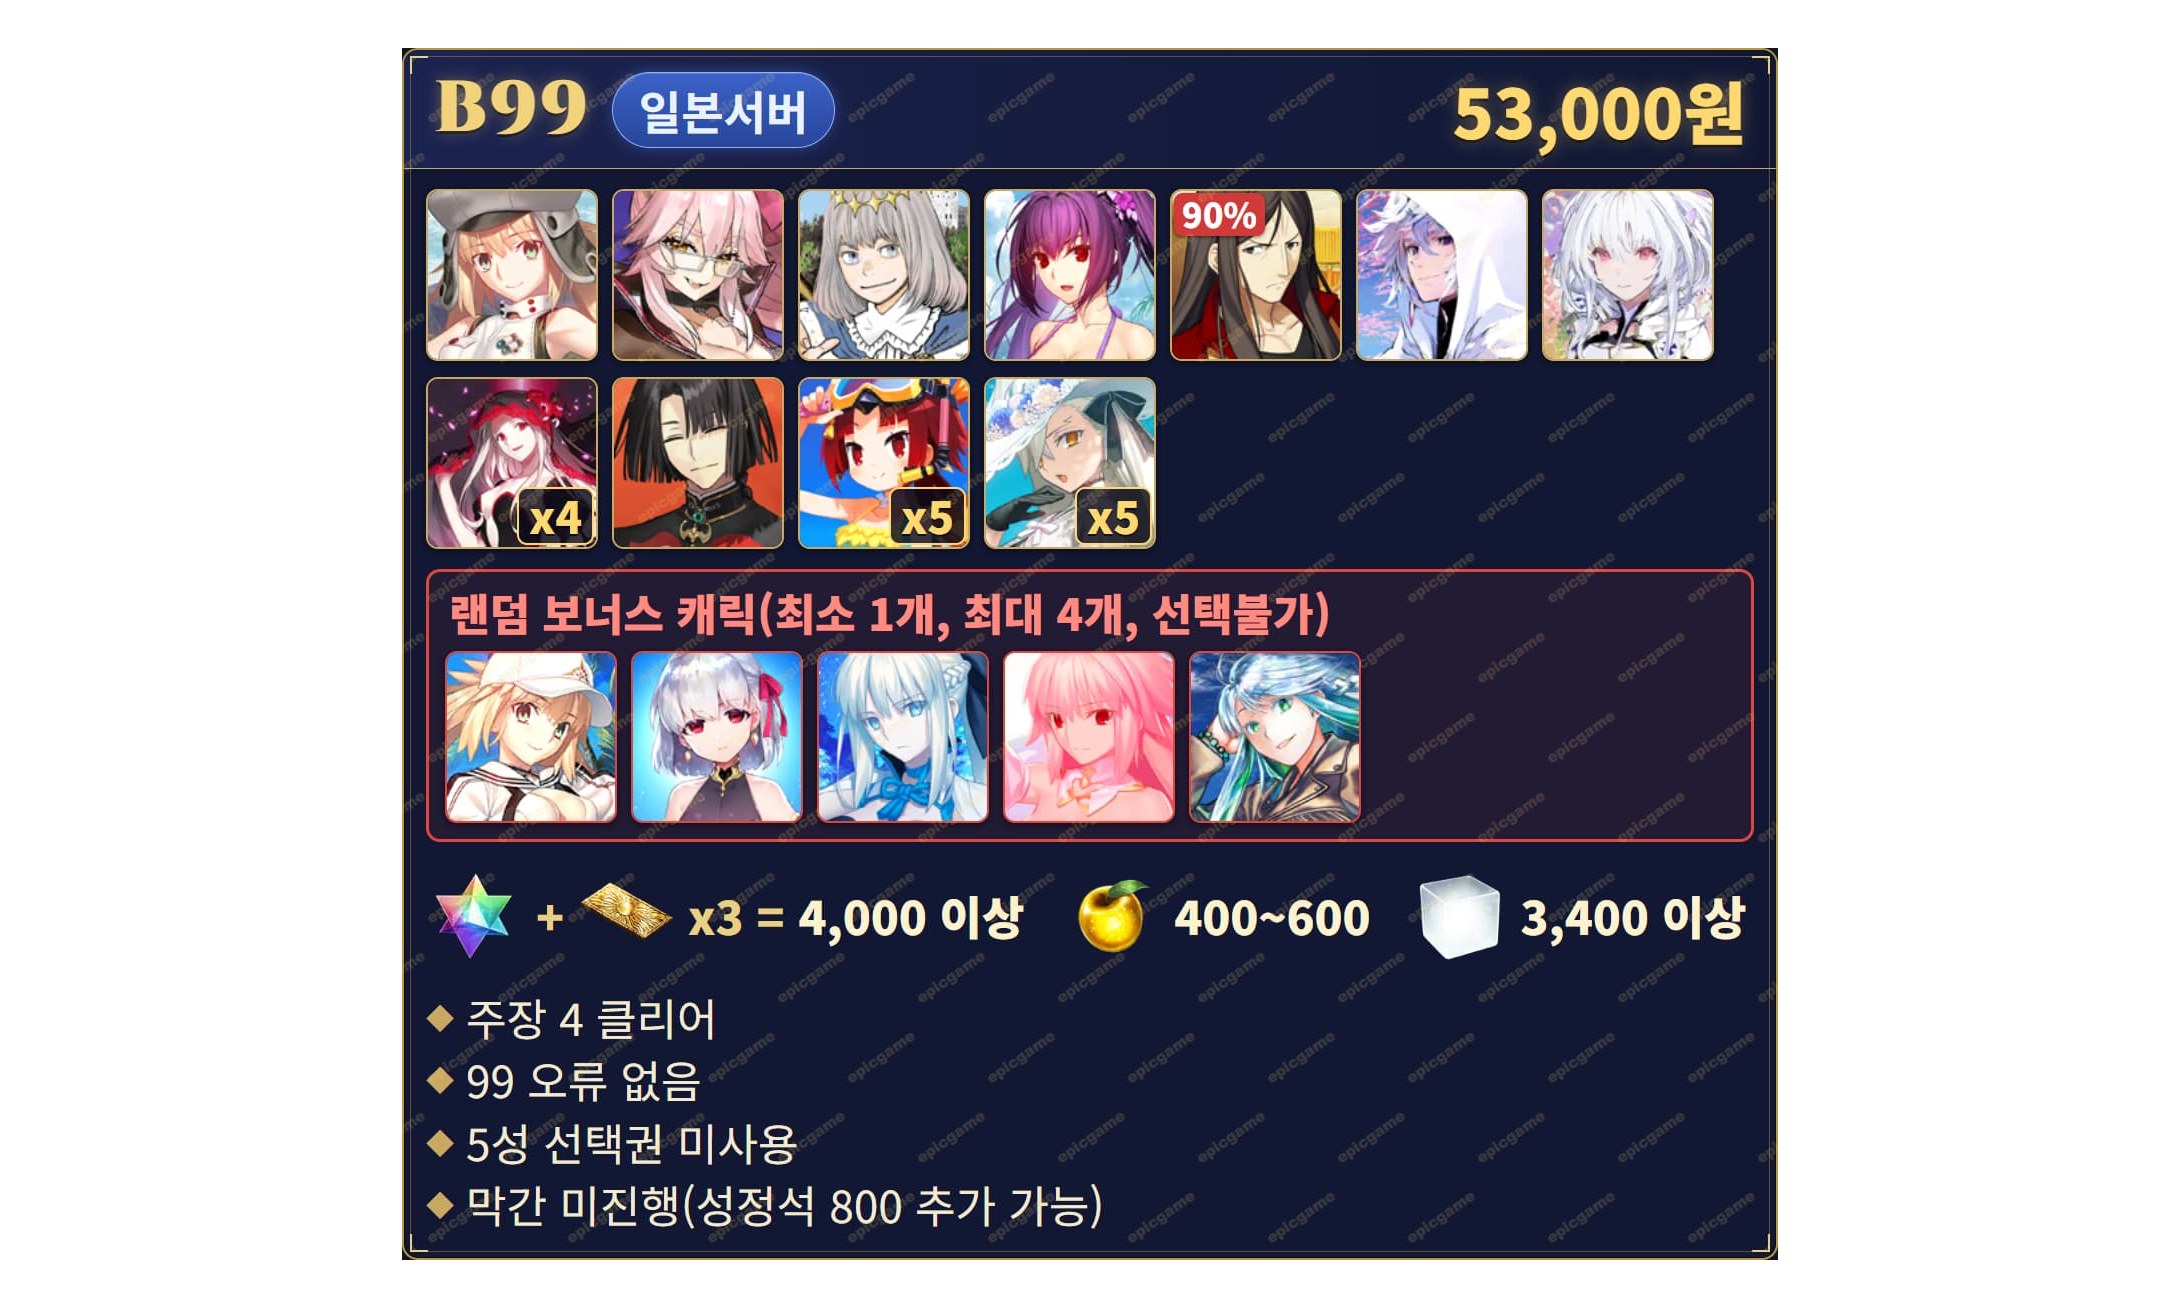 B99 일본서버 53,000원
90%
x4 x5 x5
랜덤 보너스 캐릭(최소 1개, 최대 4개, 선택불가)
+ x3 = 4,000 이상 400~600 3,400 이상
◆ 주장 4 클리어
◆ 99 오류 없음
◆ 5성 선택권 미사용
◆ 막간 미진행(성정석 800 추가 가능)
epicgame